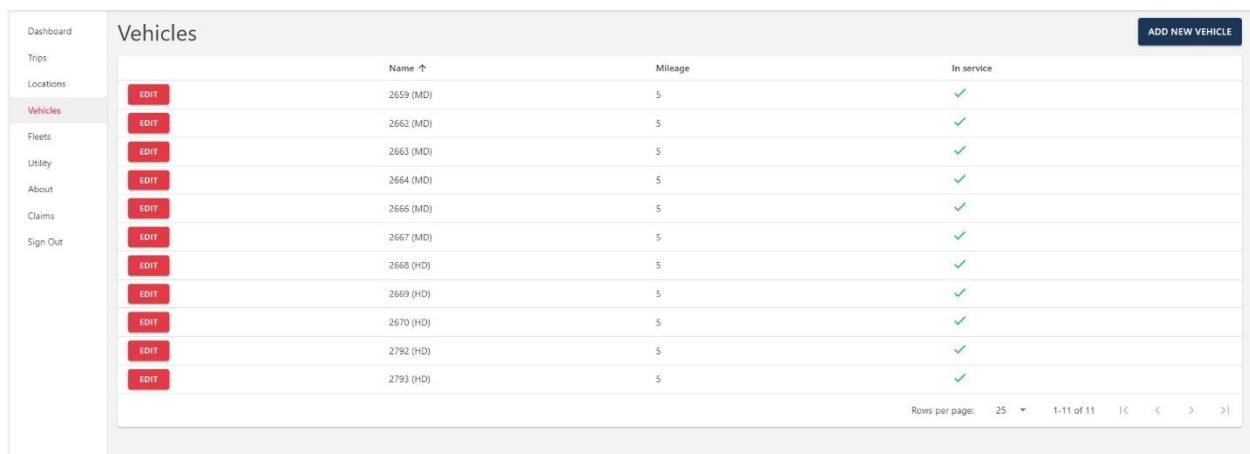 Dashboard
Trips
Locations
Vehicles
Fleets
Utility
About
Claims
Sign Out
Vehicles
ADD NEW VEHICLE
Name ↑ Mileage In service
EDIT 2659 (MD) 5 ✓
EDIT 2662 (MD) 5 ✓
EDIT 2663 (MD) 5 ✓
EDIT 2664 (MD) 5 ✓
EDIT 2666 (MD) 5 ✓
EDIT 2667 (MD) 5 ✓
EDIT 2668 (HD) 5 ✓
EDIT 2669 (HD) 5 ✓
EDIT 2670 (HD) 5 ✓
EDIT 2792 (HD) 5 ✓
EDIT 2793 (HD) 5 ✓
Rows per page: 25 1-11 of 11